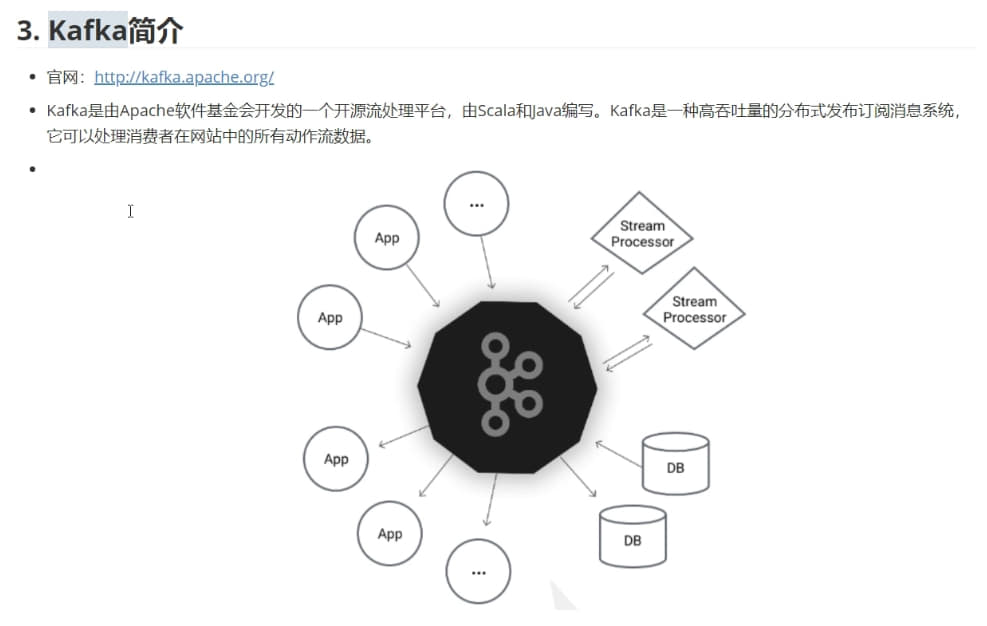 3. Kafka简介
官网：http://kafka.apache.org/
Kafka是由Apache软件基金会开发的一个开源流处理平台，由Scala和Java编写。Kafka是一种高吞吐量的分布式发布订阅消息系统，
它可以处理消费者在网站中的所有动作流数据。
...
App
Stream
Processor
App
Stream
Processor
App
DB
App
DB
...